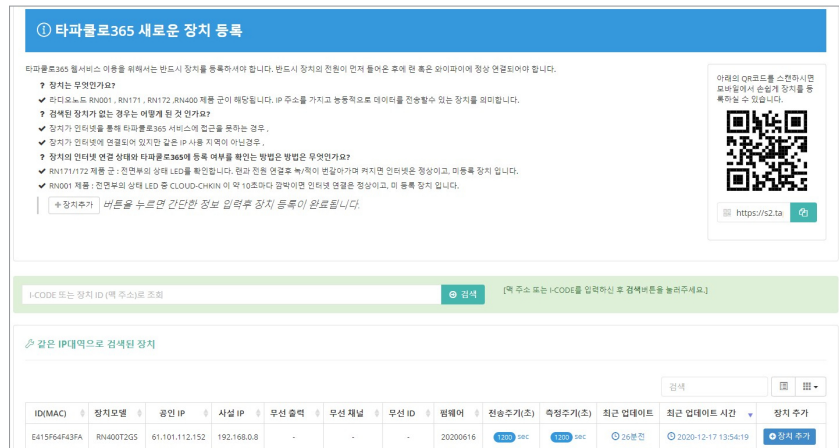 타파쿨로365 새로운 장치 등록
타파쿨로365 웹서비스 이용을 위해서는 반드시 장치를 등록하셔야 합니다. 반드시 장치의 전원이 먼저 들어온 후에 랜 혹은 와이파이에 정상 연결되어야 합니다.
? 장치는 무엇인가요?
✔ 라디오노드 RN001 , RN171 , RN172 ,RN400 제품 군이 해당됩니다. IP 주소를 가지고 능동적으로 데이터를 전송할수 있는 장치를 의미합니다.
? 검색된 장치가 없는 경우는 어떻게 된 것 인가요?
✔ 장치가 인터넷을 통해 타파쿨로365 서비스에 접근을 못하는 경우 ,
✔ 장치가 인터넷에 연결되어 있지만 같은 IP 사용 지역이 아닌경우 ,
? 장치의 인터넷 연결 상태와 타파쿨로365에 등록 여부를 확인는 방법은 방법은 무엇인가요?
✔ RN171/172 제품 군 : 전면부의 상태 LED를 확인합니다. 랜과 전원 연결후 녹/적이 번갈아가며 켜지면 인터넷은 정상이고, 미등록 장치 입니다.
✔ RN001 제품 : 전면부의 상태 LED 중 CLOUD-CHKIN 이 약 10초마다 깜박이면 인터넷 연결은 정상이고, 미 등록 장치 입니다.
+장치추가 버튼을 누르면 간단한 정보 입력후 장치 등록이 완료됩니다.
아래의 QR코드를 스캔하시면
모바일에서 손쉽게 장치를 등
록하실 수 있습니다.
https://s2.ta
I-CODE 또는 장치 ID (맥 주소)로 조회
검색
[맥 주소 또는 I-CODE를 입력하신 후 검색버튼을 눌러주세요.]
같은 IP대역으로 검색된 장치
검색
ID(MAC) 장치모델 공인 IP 사설 IP 무선 출력 무선 채널 무선 ID 펌웨어 전송주기(초) 측정주기(초) 최근 업데이트 최근 업데이트 시간 장치 추가
E415F64F43FA RN400T2GS 61.101.112.152 192.168.0.8 - - - 20200616 1200 sec 1200 sec 26분전 2020-12-17 13:54:19 장치 추가